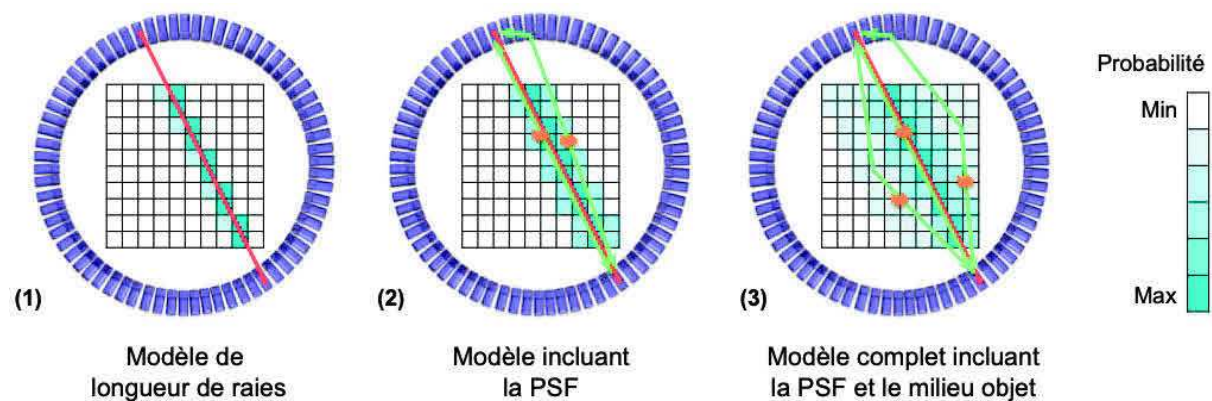 Probabilité
Min
Max
(1)
(2)
(3)
Modèle de
longueur de raies
Modèle incluant
la PSF
Modèle complet incluant
la PSF et le milieu objet